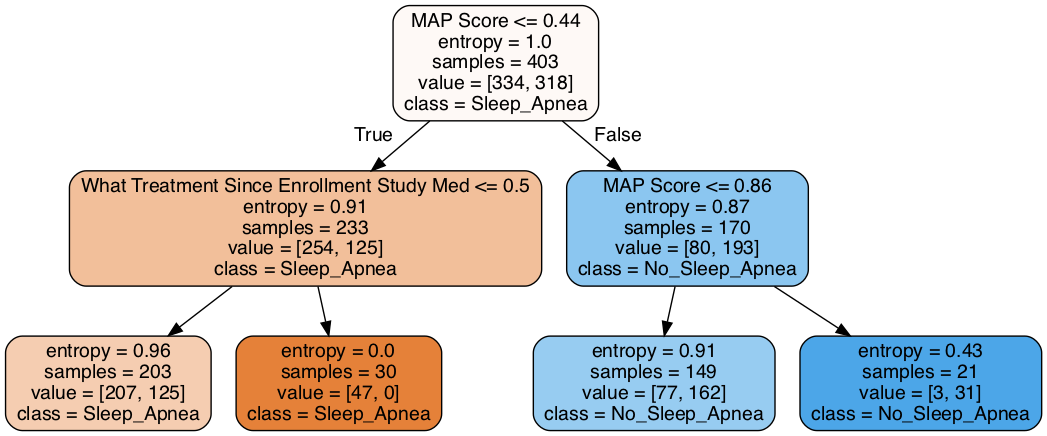 MAP Score <= 0.44
entropy = 1.0
samples = 403
value = [334, 318]
class = Sleep_Apnea
True
False
What Treatment Since Enrollment Study Med <= 0.5
entropy = 0.91
samples = 233
value = [254, 125]
class = Sleep_Apnea
MAP Score <= 0.86
entropy = 0.87
samples = 170
value = [80, 193]
class = No_Sleep_Apnea
entropy = 0.96
samples = 203
value = [207, 125]
class = Sleep_Apnea
entropy = 0.0
samples = 30
value = [47, 0]
class = Sleep_Apnea
entropy = 0.91
samples = 149
value = [77, 162]
class = No_Sleep_Apnea
entropy = 0.43
samples = 21
value = [3, 31]
class = No_Sleep_Apnea